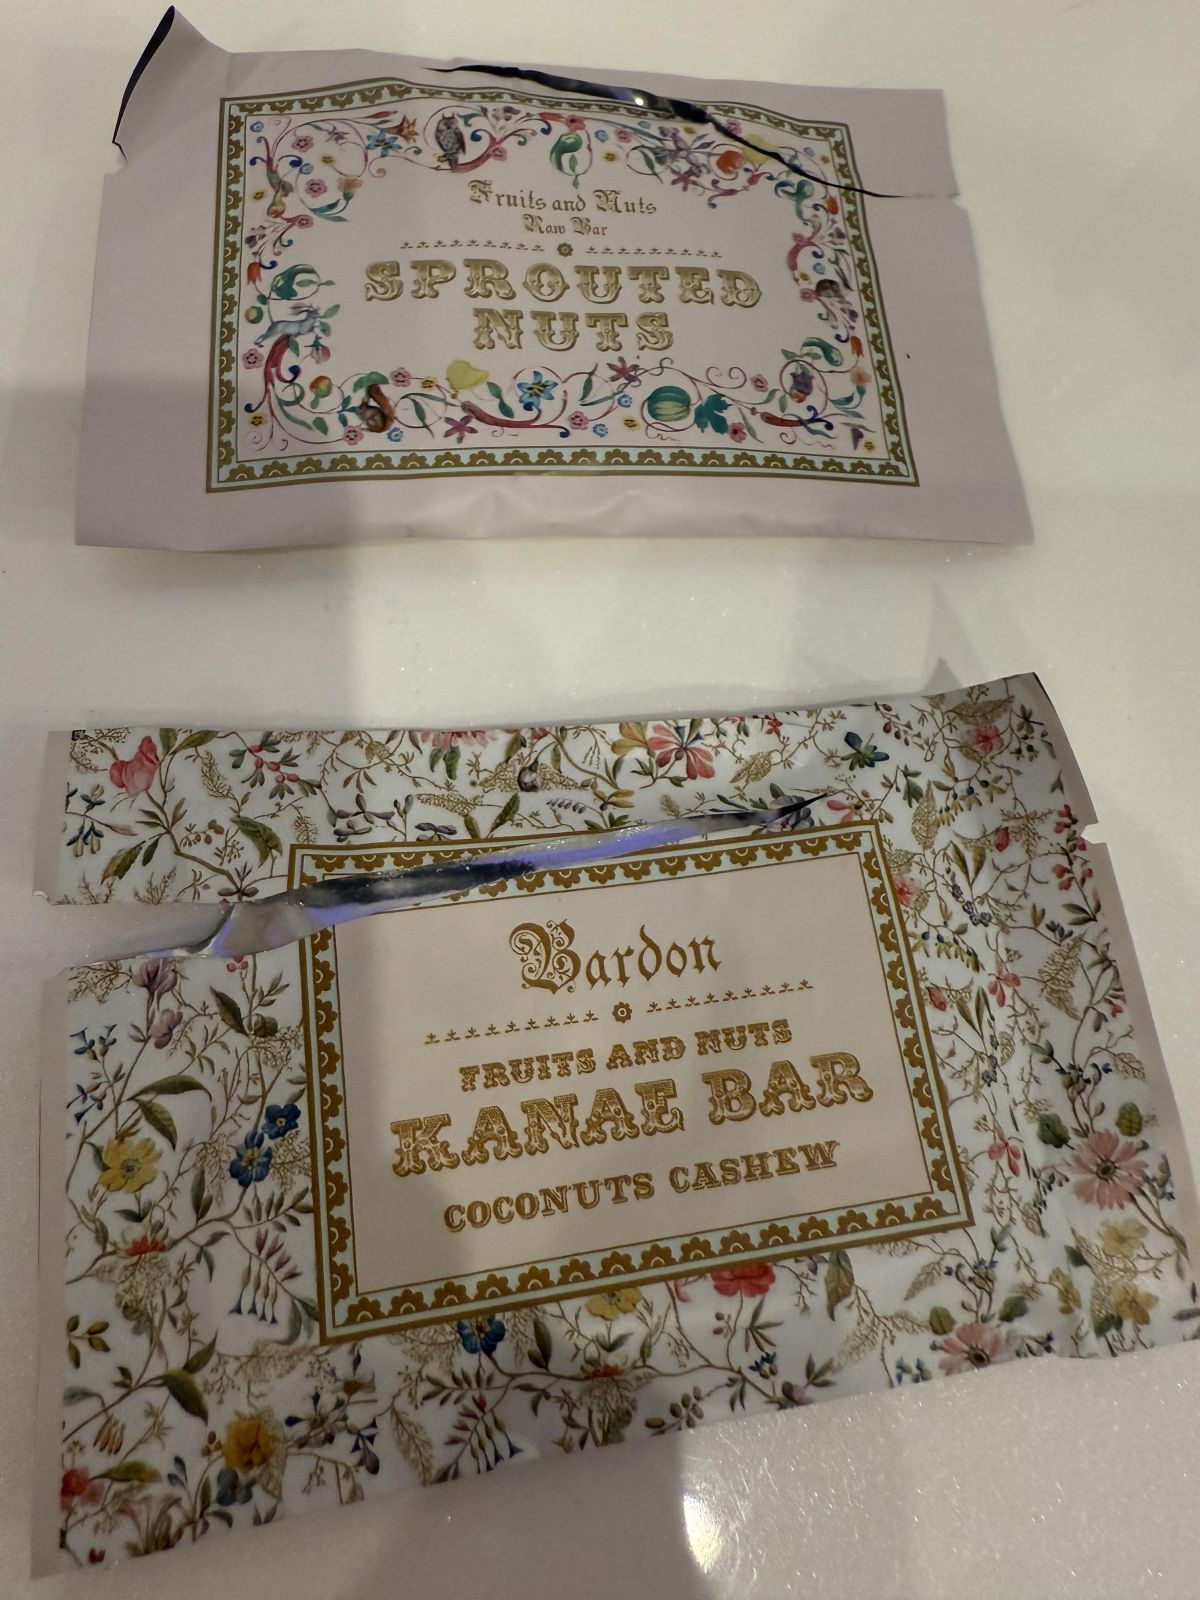 Fruits and Nuts
Raw Bar
SPROUTED
NUTS
Bardon
FRUITS AND NUTS
KANAE BAR
COCONUTS CASHEW